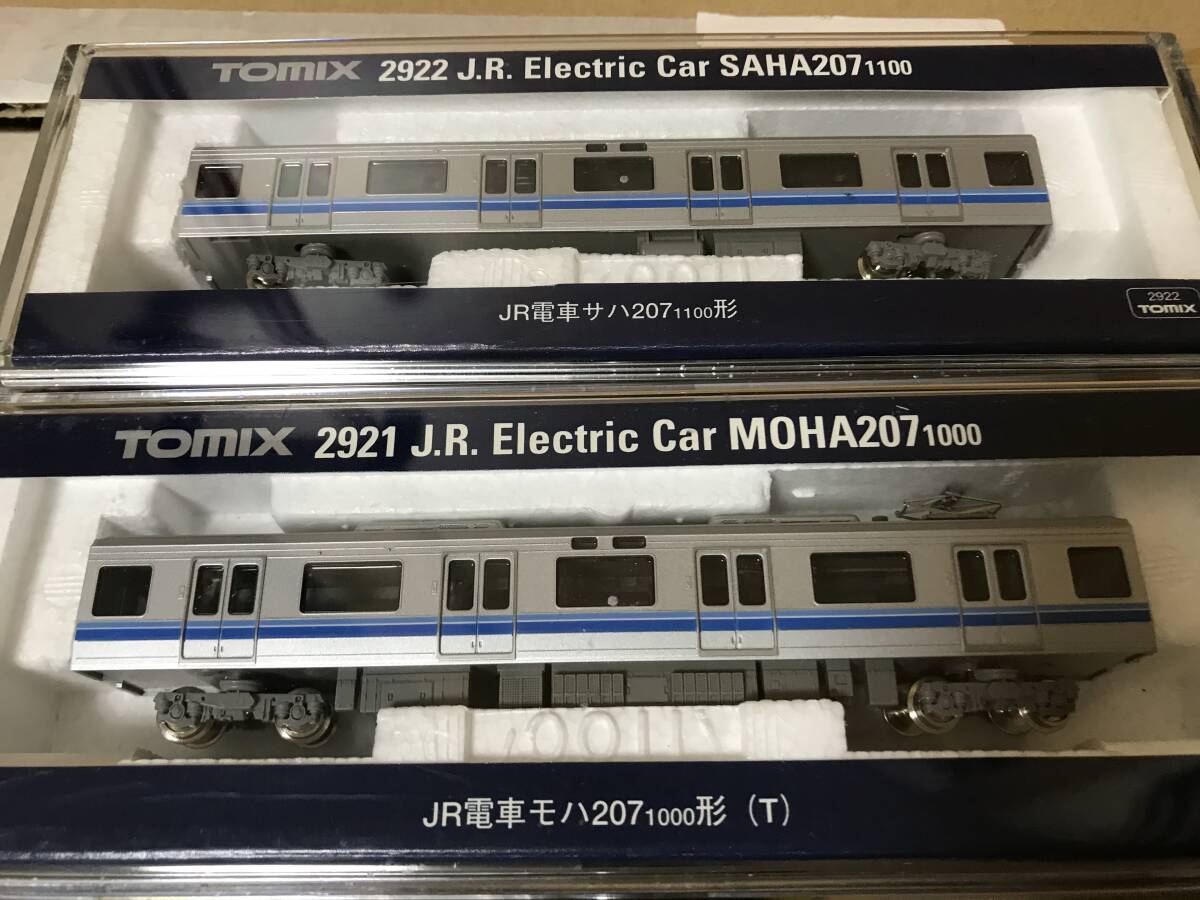 TOMIX 2922 J.R. Electric Car SAHA207 1100
JR電車サハ207 1100形
2922
TOMIX
TOMIX 2921 J.R. Electric Car MOHA207 1000
JR電車モハ207 1000形 (T)